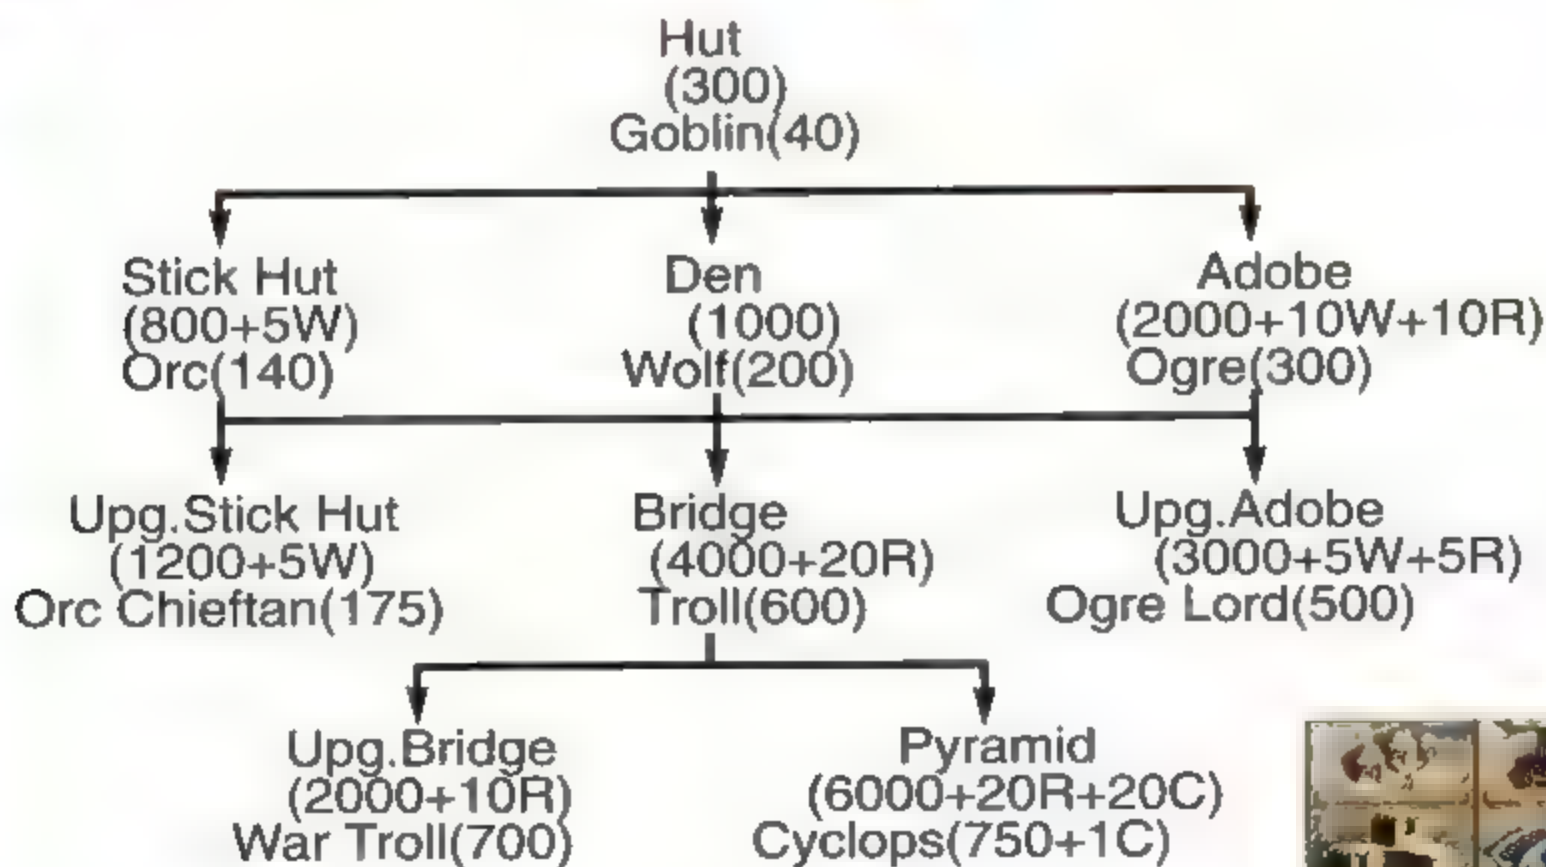 Hut
(300)
Goblin(40)
Stick Hut
(800+5W)
Orc(140)
Den
(1000)
Wolf(200)
Adobe
(2000+10W+10R)
Ogre(300)
Upg.Stick Hut
(1200+5W)
Orc Chieftan(175)
Bridge
(4000+20R)
Troll(600)
Upg.Adobe
(3000+5W+5R)
Ogre Lord(500)
Upg.Bridge
(2000+10R)
War Troll(700)
Pyramid
(6000+20R+20C)
Cyclops(750+1C)